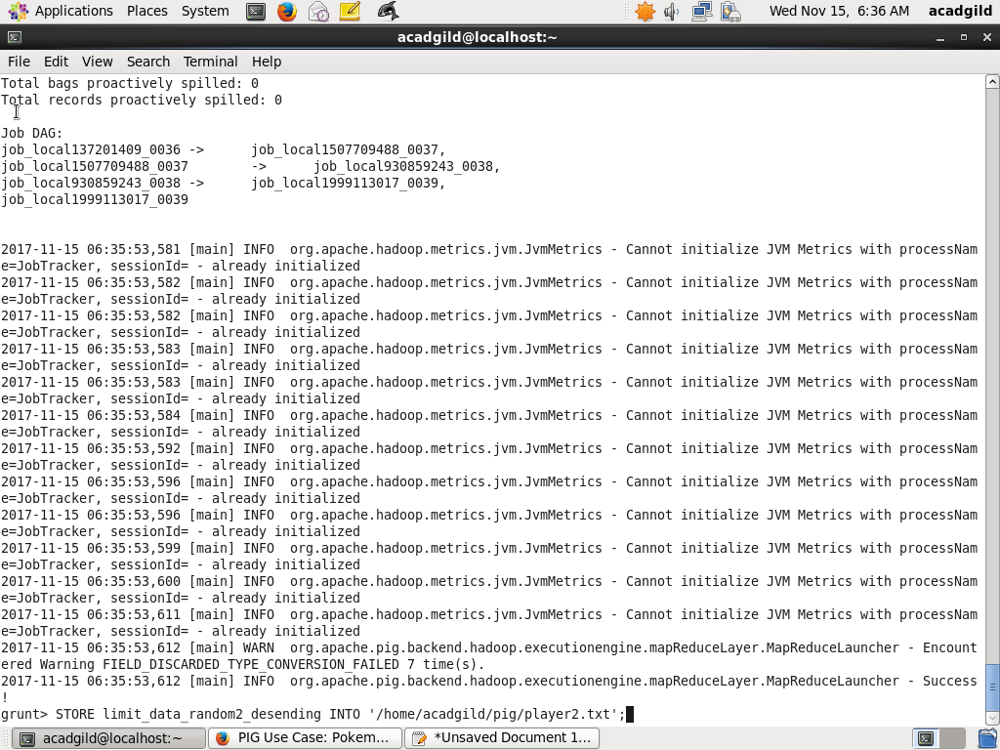 Applications Places System Wed Nov 15, 6:36 AM acadgild
acadgild@localhost:~
File Edit View Search Terminal Help
Total bags proactively spilled: 0
Total records proactively spilled: 0
Job DAG:
job_local137201409_0036 -> job_local1507709488_0037,
job_local1507709488_0037 -> job_local930859243_0038,
job_local930859243_0038 -> job_local1999113017_0039,
job_local1999113017_0039
2017-11-15 06:35:53,581 [main] INFO org.apache.hadoop.metrics.jvm.JvmMetrics - Cannot initialize JVM Metrics with processNam
e=JobTracker, sessionId= - already initialized
2017-11-15 06:35:53,582 [main] INFO org.apache.hadoop.metrics.jvm.JvmMetrics - Cannot initialize JVM Metrics with processNam
e=JobTracker, sessionId= - already initialized
2017-11-15 06:35:53,582 [main] INFO org.apache.hadoop.metrics.jvm.JvmMetrics - Cannot initialize JVM Metrics with processNam
e=JobTracker, sessionId= - already initialized
2017-11-15 06:35:53,583 [main] INFO org.apache.hadoop.metrics.jvm.JvmMetrics - Cannot initialize JVM Metrics with processNam
e=JobTracker, sessionId= - already initialized
2017-11-15 06:35:53,583 [main] INFO org.apache.hadoop.metrics.jvm.JvmMetrics - Cannot initialize JVM Metrics with processNam
e=JobTracker, sessionId= - already initialized
2017-11-15 06:35:53,584 [main] INFO org.apache.hadoop.metrics.jvm.JvmMetrics - Cannot initialize JVM Metrics with processNam
e=JobTracker, sessionId= - already initialized
2017-11-15 06:35:53,592 [main] INFO org.apache.hadoop.metrics.jvm.JvmMetrics - Cannot initialize JVM Metrics with processNam
e=JobTracker, sessionId= - already initialized
2017-11-15 06:35:53,596 [main] INFO org.apache.hadoop.metrics.jvm.JvmMetrics - Cannot initialize JVM Metrics with processNam
e=JobTracker, sessionId= - already initialized
2017-11-15 06:35:53,596 [main] INFO org.apache.hadoop.metrics.jvm.JvmMetrics - Cannot initialize JVM Metrics with processNam
e=JobTracker, sessionId= - already initialized
2017-11-15 06:35:53,599 [main] INFO org.apache.hadoop.metrics.jvm.JvmMetrics - Cannot initialize JVM Metrics with processNam
e=JobTracker, sessionId= - already initialized
2017-11-15 06:35:53,600 [main] INFO org.apache.hadoop.metrics.jvm.JvmMetrics - Cannot initialize JVM Metrics with processNam
e=JobTracker, sessionId= - already initialized
2017-11-15 06:35:53,611 [main] INFO org.apache.hadoop.metrics.jvm.JvmMetrics - Cannot initialize JVM Metrics with processNam
e=JobTracker, sessionId= - already initialized
2017-11-15 06:35:53,612 [main] WARN org.apache.pig.backend.hadoop.executionengine.mapReduceLayer.MapReduceLauncher - Encount
ered Warning FIELD_DISCARDED_TYPE_CONVERSION_FAILED 7 time(s).
2017-11-15 06:35:53,612 [main] INFO org.apache.pig.backend.hadoop.executionengine.mapReduceLayer.MapReduceLauncher - Success
!
grunt> STORE limit_data_random2_desending INTO '/home/acadgild/pig/player2.txt';
acadgild@localhost:~ PIG Use Case: Pokem... *Unsaved Document 1...